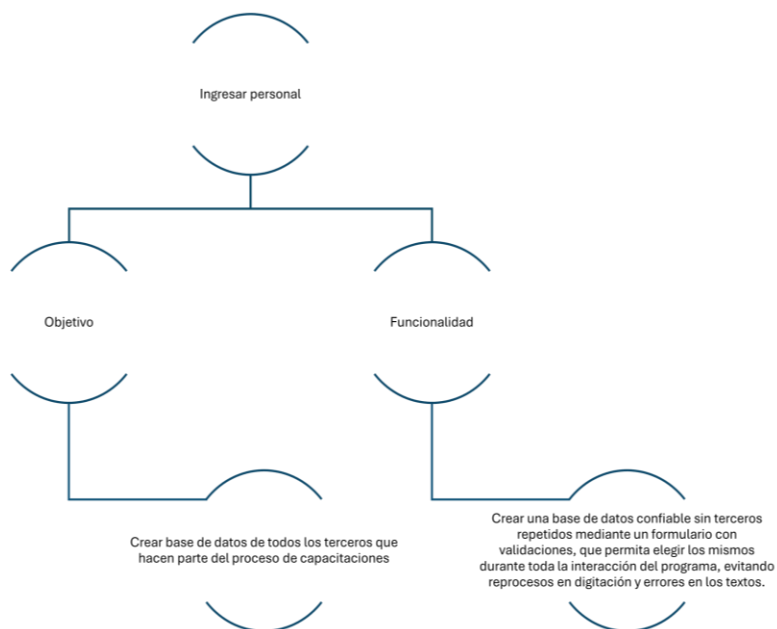 Ingresar personal
Objetivo
Funcionalidad
Crear base de datos de todos los terceros que
hacen parte del proceso de capacitaciones
Crear una base de datos confiable sin terceros
repetidos mediante un formulario con
validaciones, que permita elegir los mismos
durante toda la interacción del programa, evitando
reprocesos en digitación y errores en los textos.